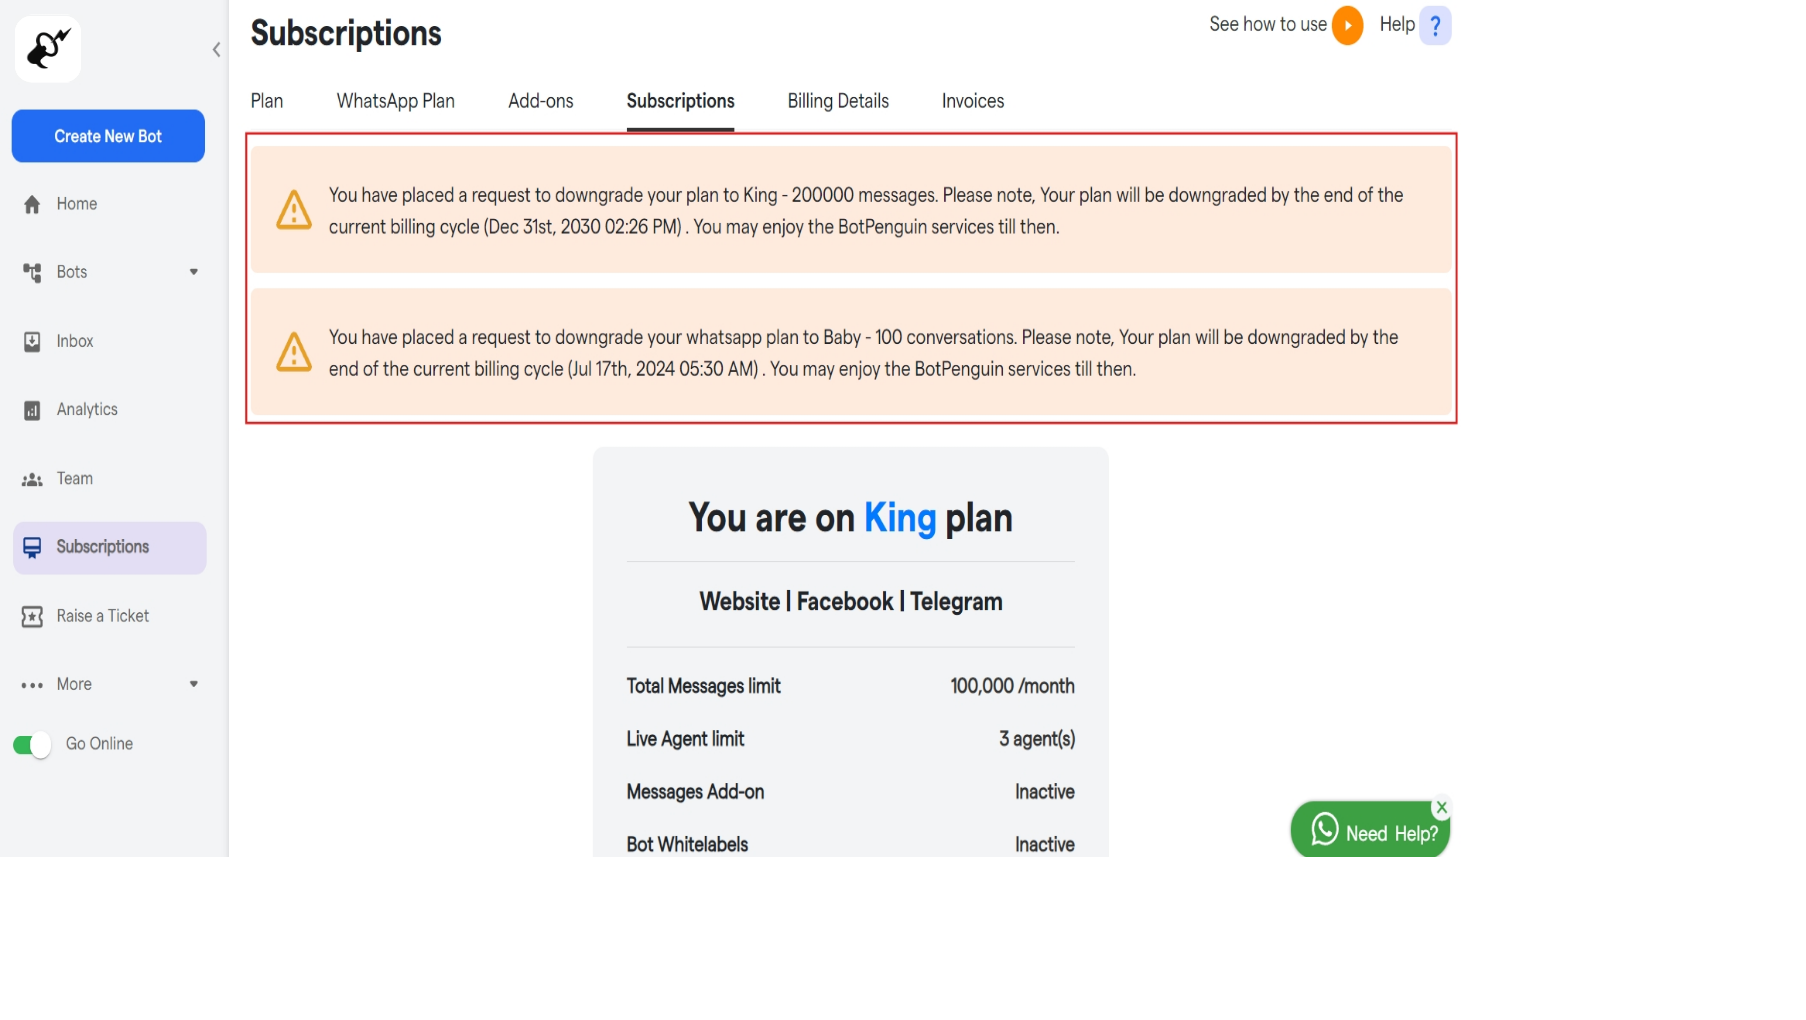 Subscriptions
See how to use
Help ?
Plan WhatsApp Plan Add-ons Subscriptions Billing Details Invoices
Create New Bot
Home
Bots
Inbox
Analytics
Team
Subscriptions
Raise a Ticket
More
Go Online
You have placed a request to downgrade your plan to King - 200000 messages. Please note, Your plan will be downgraded by the end of the
current billing cycle (Dec 31st, 2030 02:26 PM) . You may enjoy the BotPenguin services till then.
You have placed a request to downgrade your whatsapp plan to Baby - 100 conversations. Please note, Your plan will be downgraded by the
end of the current billing cycle (Jul 17th, 2024 05:30 AM) . You may enjoy the BotPenguin services till then.
You are on King plan
Website | Facebook | Telegram
Total Messages limit 100,000 /month
Live Agent limit 3 agent(s)
Messages Add-on Inactive
Bot Whitelabels Inactive
X
Need Help?